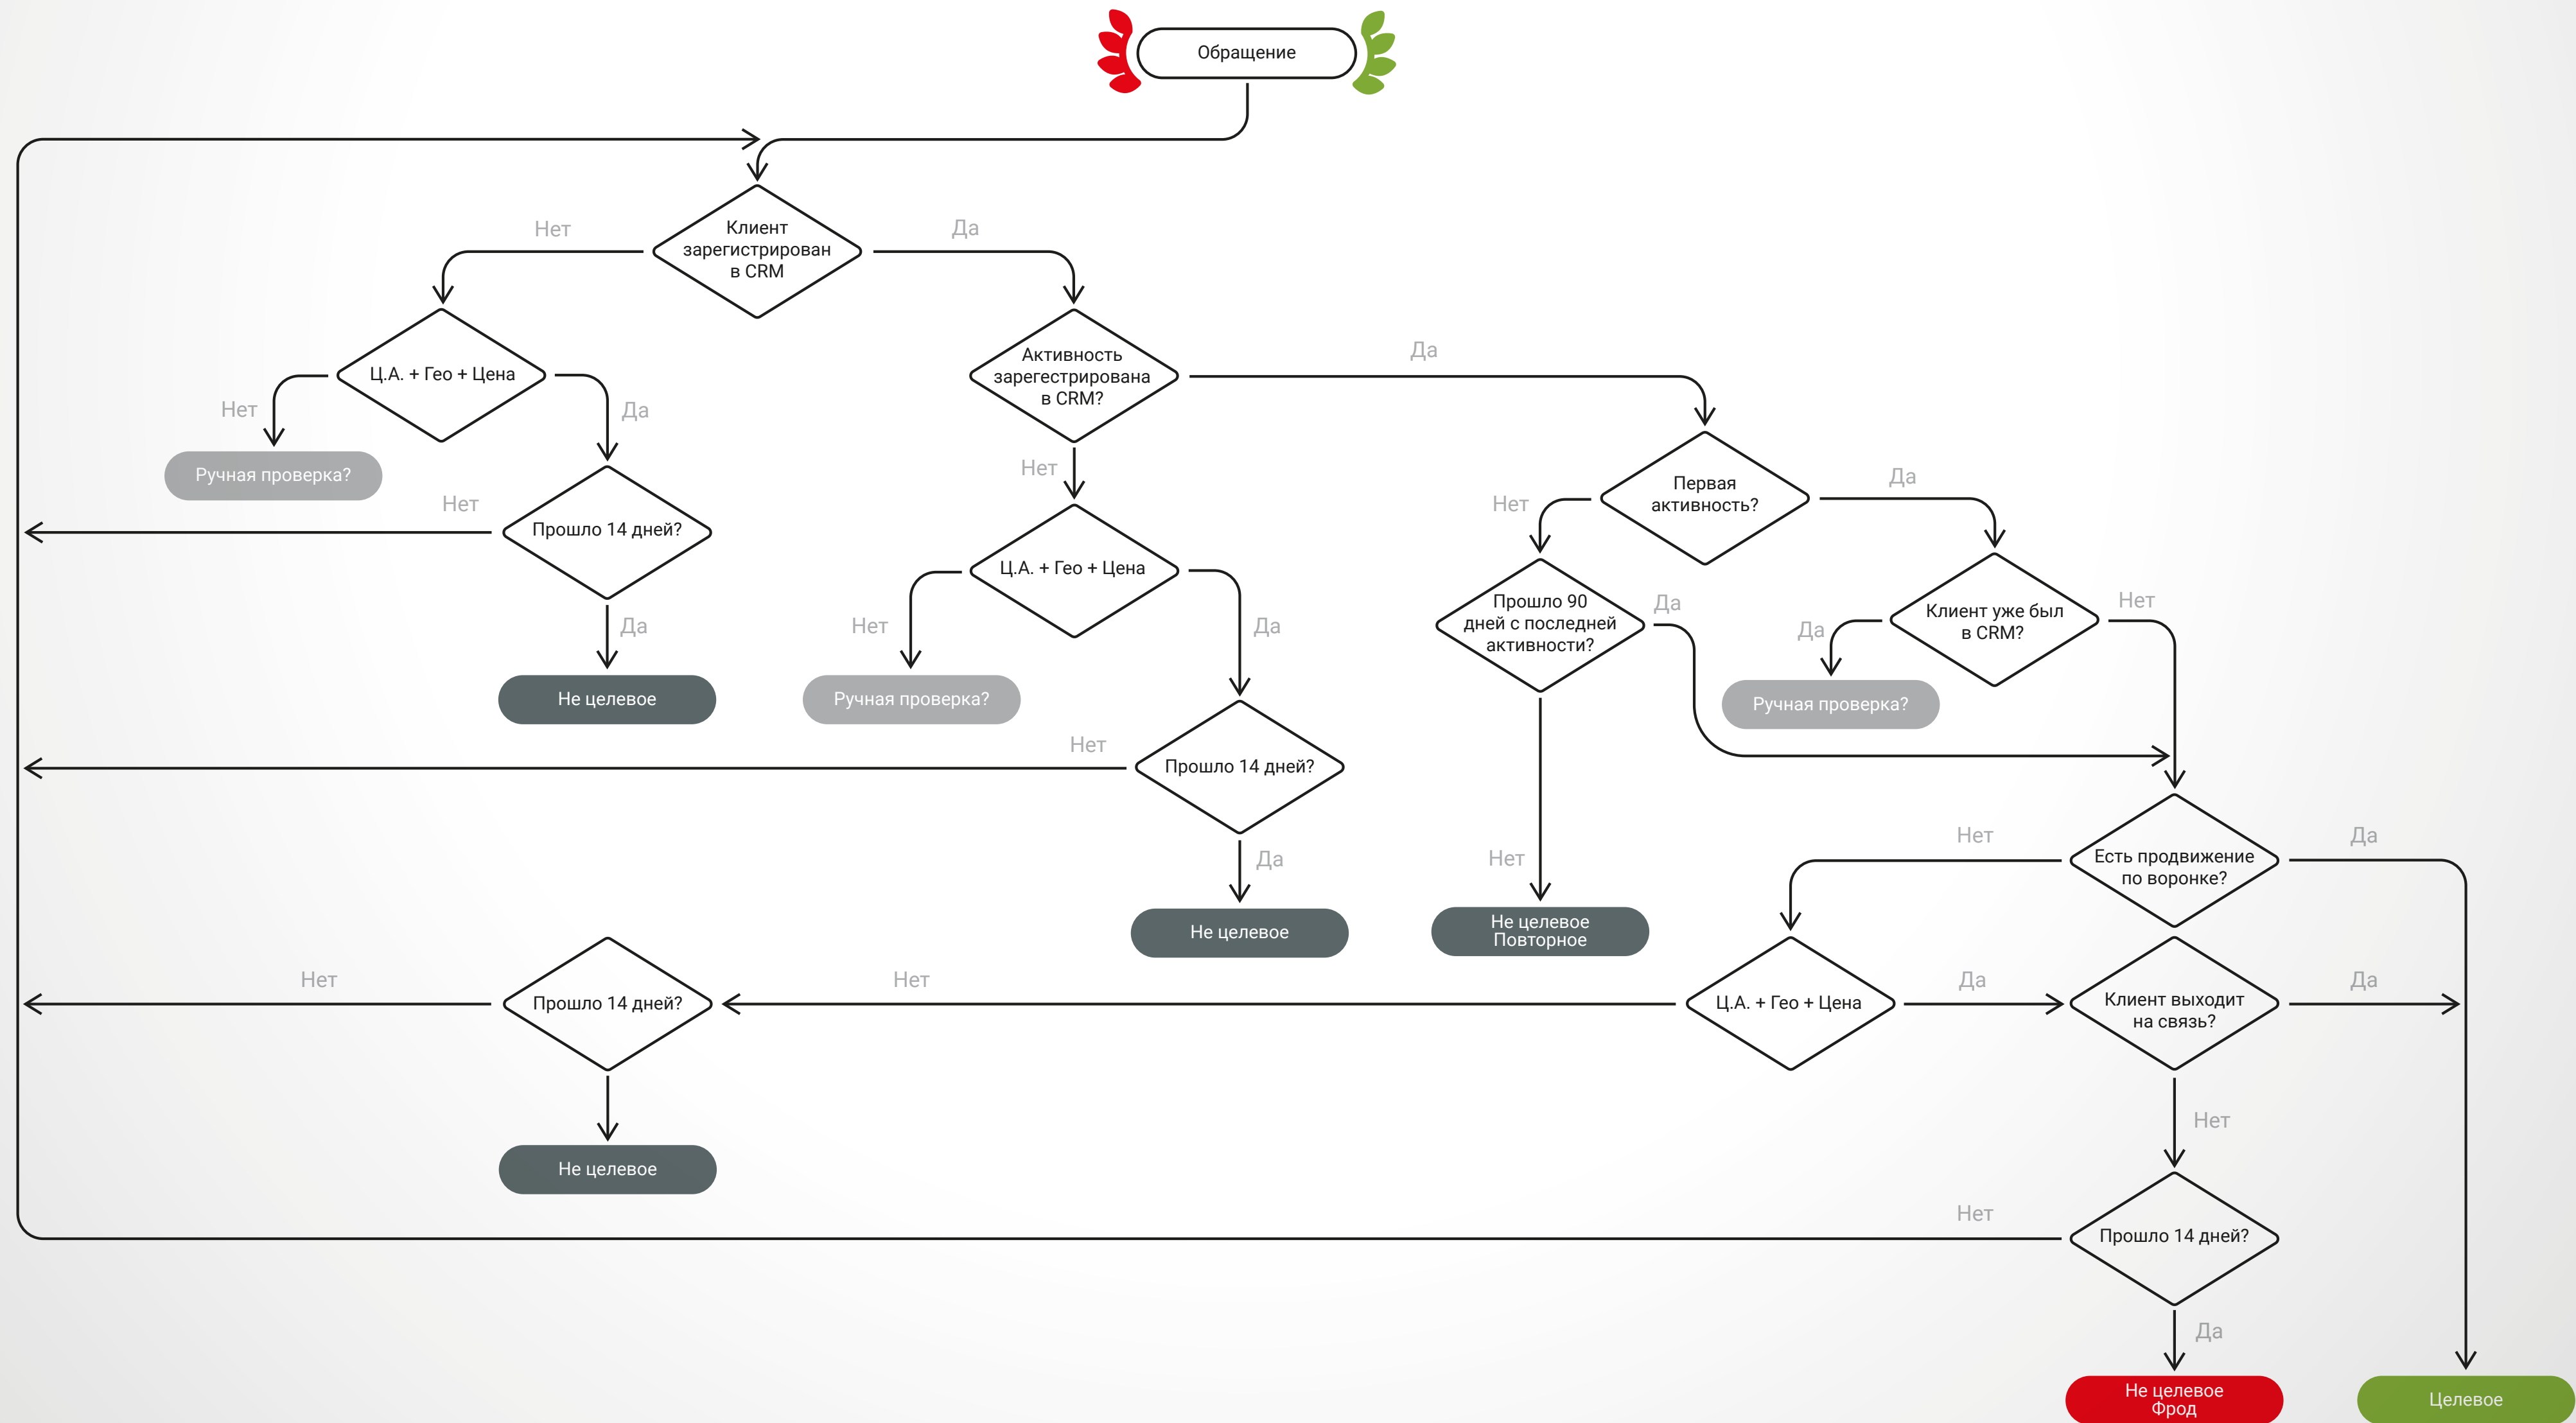 Обращение
Клиент
зарегистрирован
в CRM
Нет
Да
Ц.А. + Гео + Цена
Нет
Да
Активность
зарегестрирована
в CRM?
Да
Нет
Ручная проверка?
Прошло 14 дней?
Нет
Да
Не целевое
Ц.А. + Гео + Цена
Нет
Да
Ручная проверка?
Прошло 14 дней?
Нет
Да
Не целевое
Первая
активность?
Нет
Да
Прошло 90
дней с последней
активности?
Да
Нет
Не целевое
Повторное
Клиент уже был
в CRM?
Да
Нет
Ручная проверка?
Есть продвижение
по воронке?
Нет
Да
Ц.А. + Гео + Цена
Нет
Да
Клиент выходит
на связь?
Да
Нет
Прошло 14 дней?
Нет
Не целевое
Прошло 14 дней?
Нет
Да
Не целевое
Фрод
Целевое